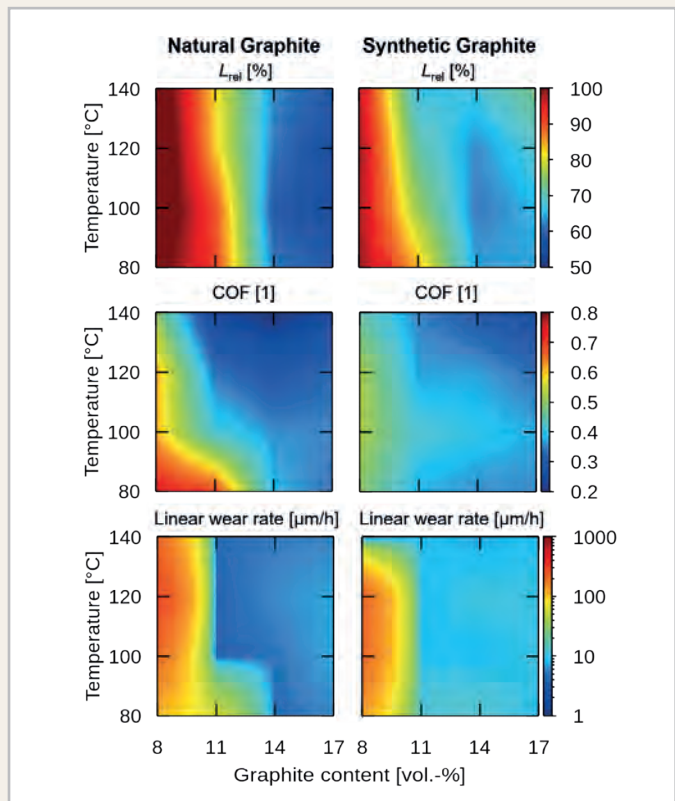 Natural Graphite Synthetic Graphite
Lrel [%] Lrel [%]
140 100
Temperature [°C]
90
120
80
100 70
60
80 50
COF [1] COF [1]
140 0.8
Temperature [°C]
0.7
120 0.6
0.5
100 0.4
0.3
80 0.2
Linear wear rate [µm/h] Linear wear rate [µm/h]
140 1000
Temperature [°C]
120 100
100 10
80 1
8 11 14 17 8 11 14 17
Graphite content [vol.-%]